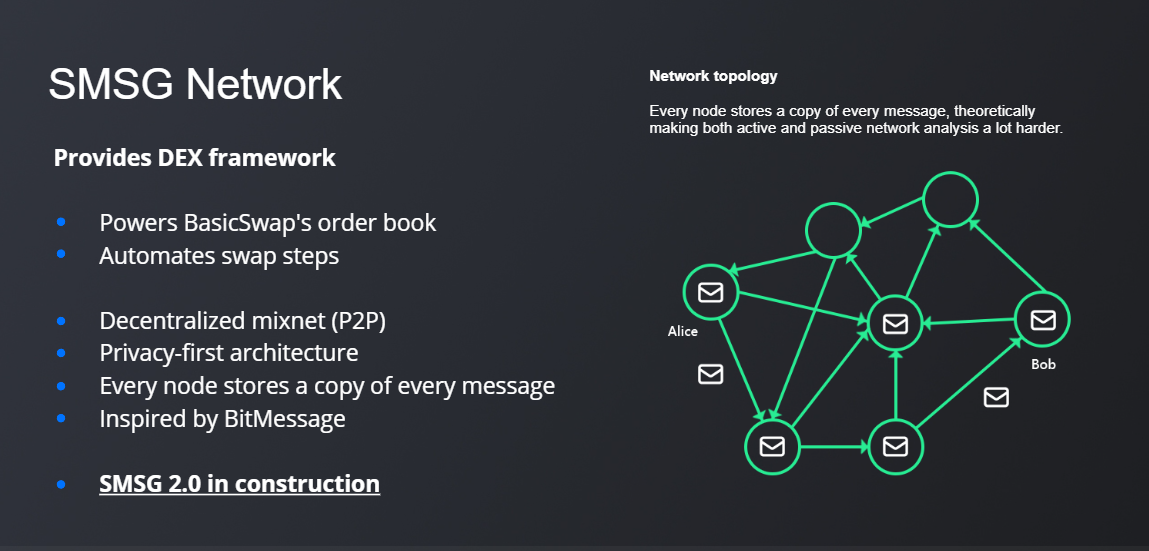 SMSG Network
Provides DEX framework
Powers BasicSwap's order book
Automates swap steps
Decentralized mixnet (P2P)
Privacy-first architecture
Every node stores a copy of every message
Inspired by BitMessage
SMSG 2.0 in construction
Network topology
Every node stores a copy of every message, theoretically
making both active and passive network analysis a lot harder.
Alice
Bob